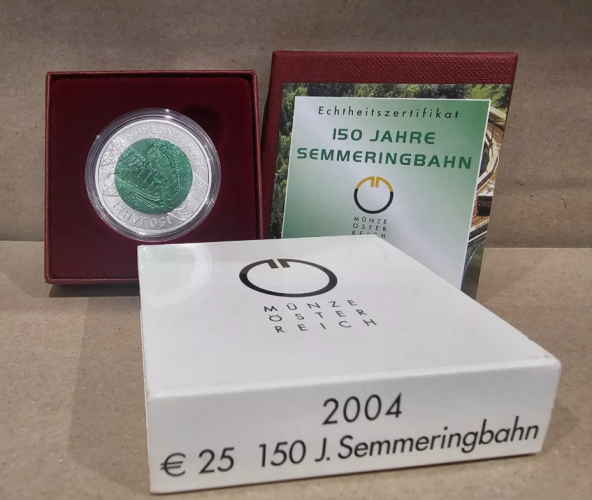 Echtheitszertifikat
150 JAHRE
SEMMERINGBAHN
MÜNZE
ÖSTER
REICH
MÜNZE
ÖSTER
REICH
2004
€ 25 150 J. Semmeringbahn